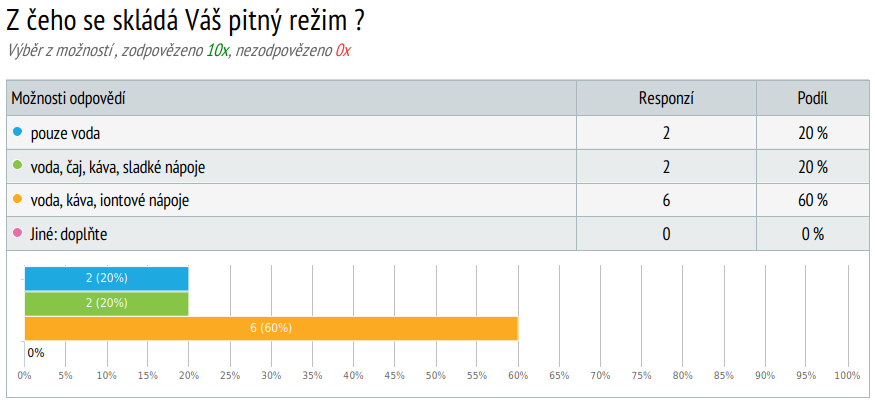 Z čeho se skládá Váš pitný režim ?
Výběr z možností , zodpovězeno 10x, nezodpovězeno 0x
Možnosti odpovědí Responzí Podíl
pouze voda 2 20 %
voda, čaj, káva, sladké nápoje 2 20 %
voda, káva, iontové nápoje 6 60 %
Jiné: doplňte 0 0 %
2 (20%)
2 (20%)
6 (60%)
0%
0% 5% 10% 15% 20% 25% 30% 35% 40% 45% 50% 55% 60% 65% 70% 75% 80% 85% 90% 95% 100%